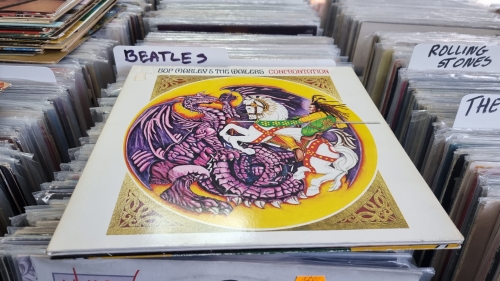 BEATLES
BOB MARLEY & THE WAILERS CONFRONTATION
ROLLING
STONES
THE